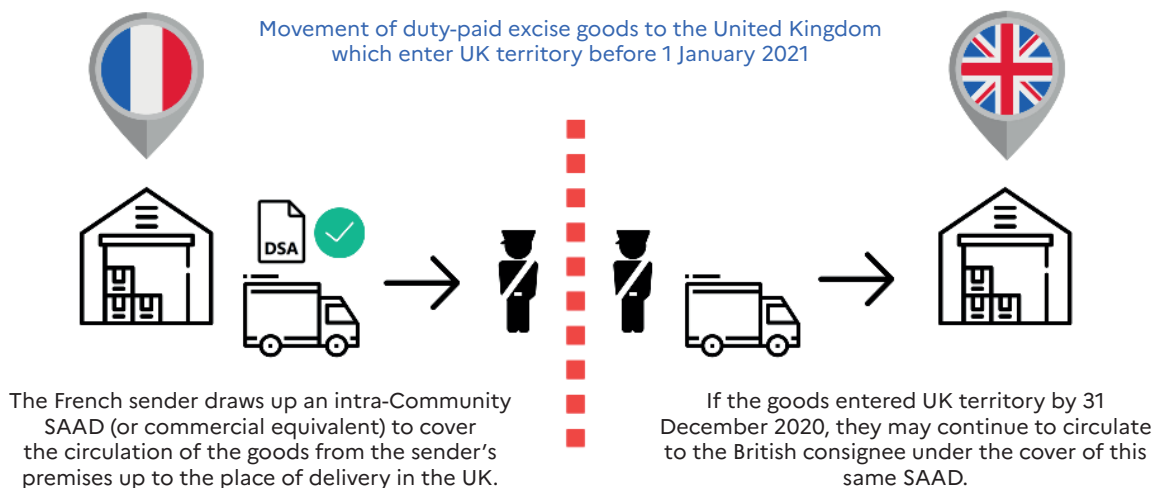 Movement of duty-paid excise goods to the United Kingdom
which enter UK territory before 1 January 2021
DSA
The French sender draws up an intra-Community
SAAD (or commercial equivalent) to cover
the circulation of the goods from the sender's
premises up to the place of delivery in the UK.
If the goods entered UK territory by 31
December 2020, they may continue to circulate
to the British consignee under the cover of this
same SAAD.